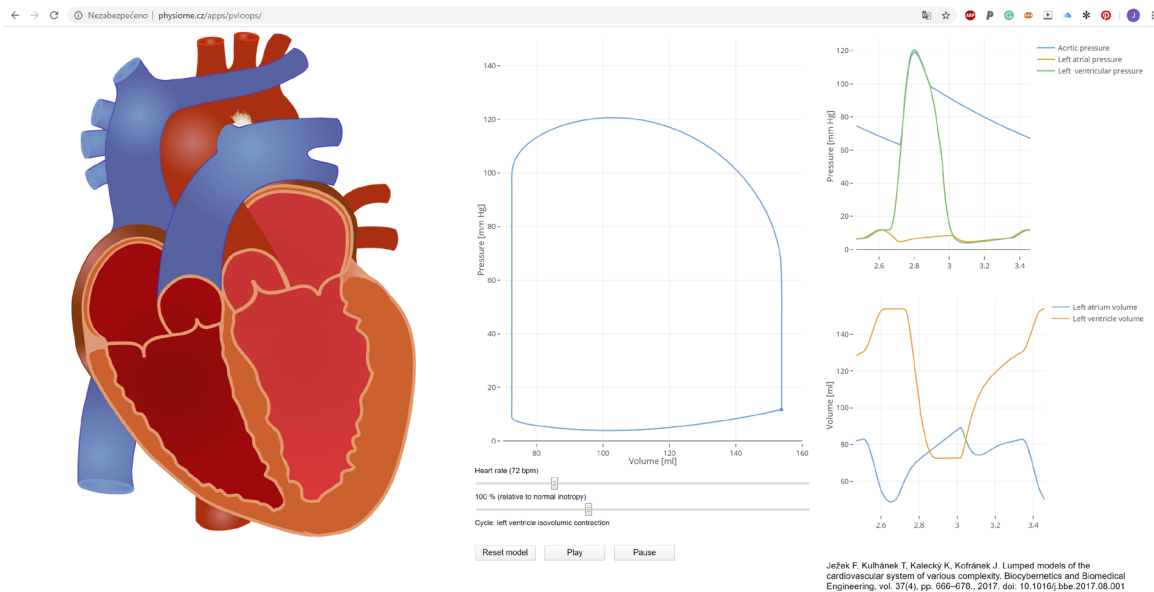 Nezabezpečeno | physiome.cz/apps/pvloops/
ABP
J
140
120
100
80
60
40
20
0
Pressure [mm Hg]
80 100 120 140 160
Volume [ml]
Heart rate (72 bpm)
100 % (relative to normal inotropy)
Cycle: left ventricle isovolumic contraction
Reset model Play Pause
Aortic pressure
Left atrial pressure
Left ventricular pressure
120
100
80
60
40
20
0
Pressure [mm Hg]
2.6 2.8 3 3.2 3.4
Left atrium volume
Left ventricle volume
140
120
100
80
60
Volume [ml]
2.6 2.8 3 3.2 3.4
Ježek F. Kulhánek T, Kalecký K, Kofránek J. Lumped models of the
cardiovascular system of various complexity. Biocybernetics and Biomedical
Engineering, vol. 37(4), pp. 666–678., 2017, doi: 10.1016/j.bbe.2017.08.001